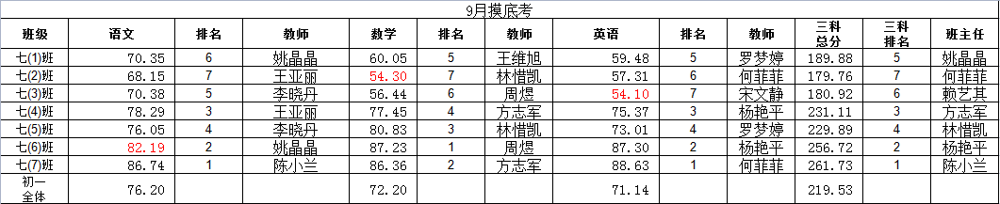 9月摸底考
班级 语文 排名 教师 数学 排名 教师 英语 排名 教师 三科总分 三科排名 班主任
七(1)班 70.35 6 姚晶晶 60.05 5 王维旭 59.48 5 罗梦婷 189.88 5 姚晶晶
七(2)班 68.15 7 王亚丽 54.30 7 林惜凯 57.31 6 何菲菲 179.76 7 何菲菲
七(3)班 70.38 5 李晓丹 56.44 6 周煜 54.10 7 宋文静 180.92 6 赖艺其
七(4)班 78.29 3 王亚丽 77.45 4 方志军 75.37 3 杨艳平 231.11 3 方志军
七(5)班 76.05 4 李晓丹 80.83 3 林惜凯 73.01 4 罗梦婷 229.89 4 林惜凯
七(6)班 82.19 2 姚晶晶 87.23 1 周煜 87.30 2 杨艳平 256.72 2 杨艳平
七(7)班 86.74 1 陈小兰 86.36 2 方志军 88.63 1 何菲菲 261.73 1 陈小兰
初一全体 76.20 72.20 71.14 219.53